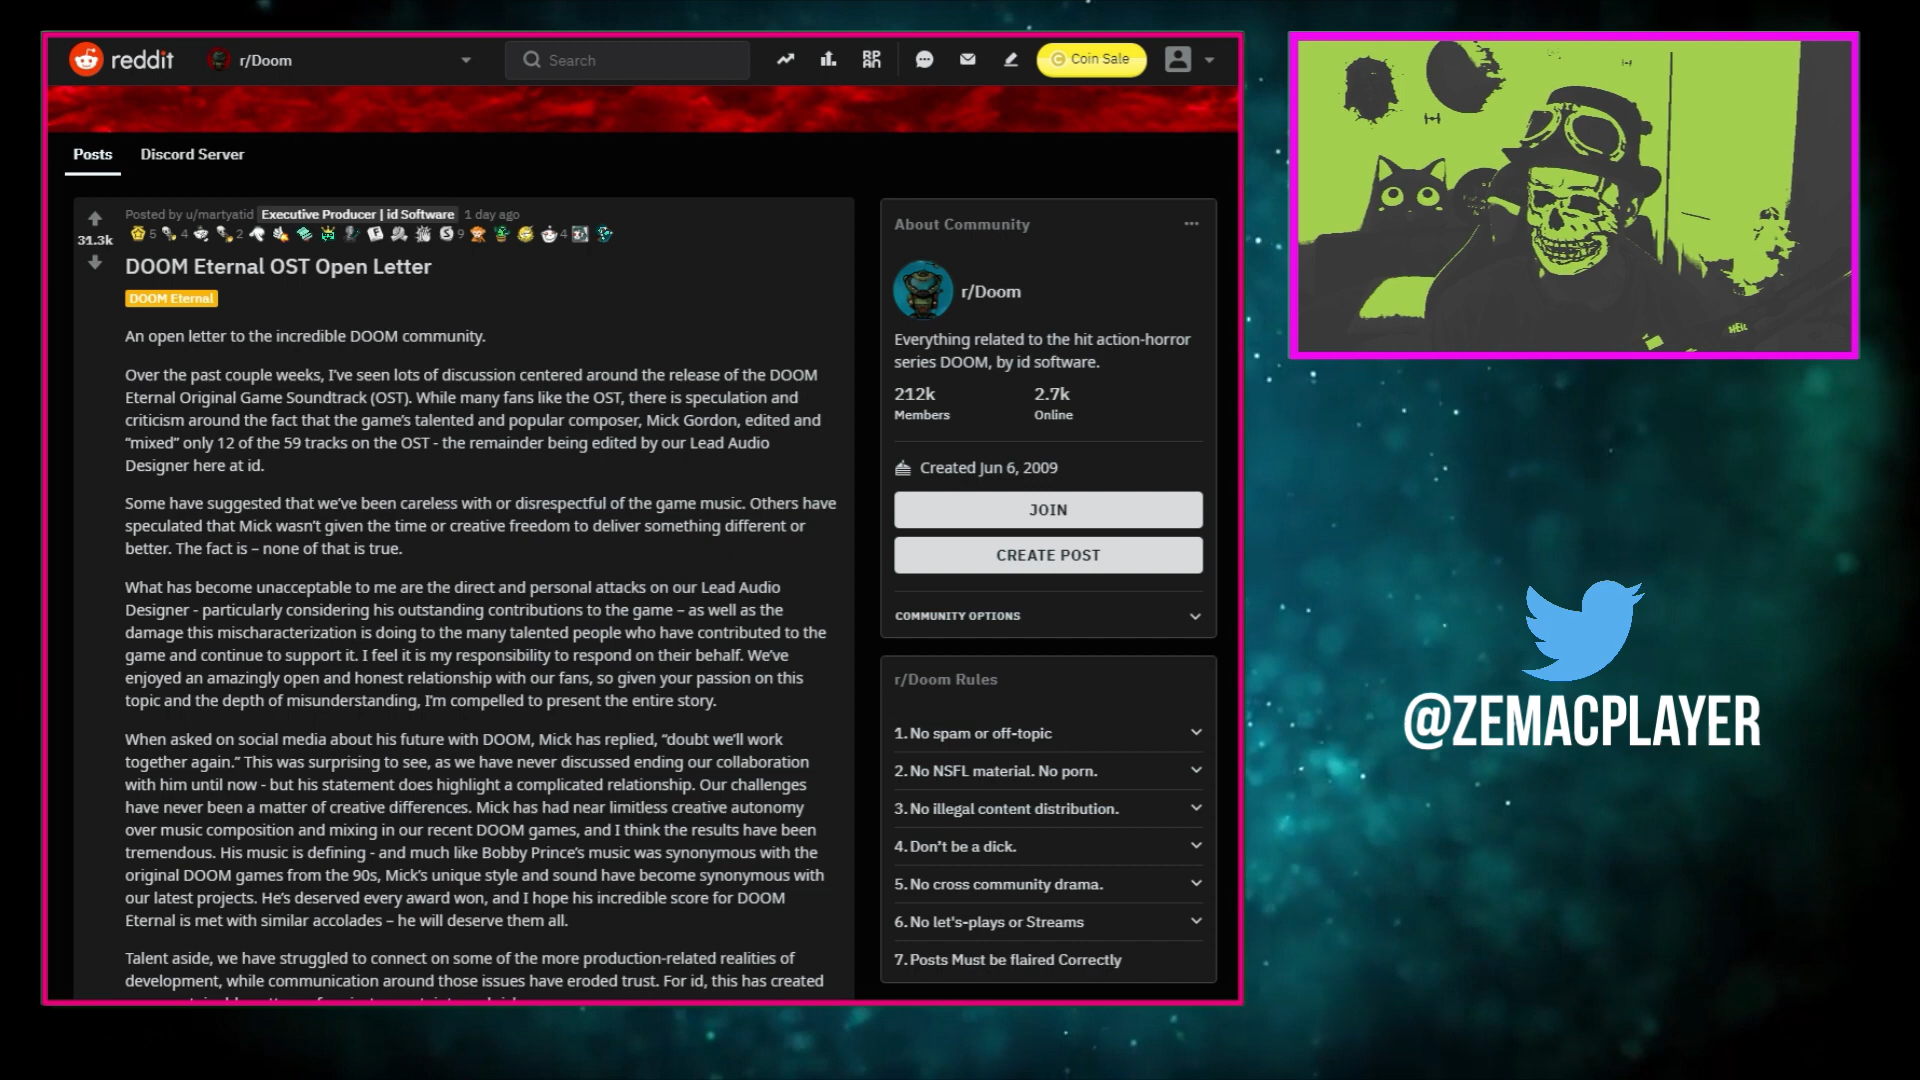 reddit
r/Doom
Search
Coin Sale
Posts
Discord Server
Posted by u/martyatid Executive Producer | id Software 1 day ago
31.3k
5
4
2
9
4
DOOM Eternal OST Open Letter
DOOM Eternal
An open letter to the incredible DOOM community.
Over the past couple weeks, I've seen lots of discussion centered around the release of the DOOM
Eternal Original Game Soundtrack (OST). While many fans like the OST, there is speculation and
criticism around the fact that the game's talented and popular composer, Mick Gordon, edited and
“mixed” only 12 of the 59 tracks on the OST - the remainder being edited by our Lead Audio
Designer here at id.
Some have suggested that we've been careless with or disrespectful of the game music. Others have
speculated that Mick wasn't given the time or creative freedom to deliver something different or
better. The fact is – none of that is true.
What has become unacceptable to me are the direct and personal attacks on our Lead Audio
Designer - particularly considering his outstanding contributions to the game – as well as the
damage this mischaracterization is doing to the many talented people who have contributed to the
game and continue to support it. I feel it is my responsibility to respond on their behalf. We've
enjoyed an amazingly open and honest relationship with our fans, so given your passion on this
topic and the depth of misunderstanding, I'm compelled to present the entire story.
When asked on social media about his future with DOOM, Mick has replied, “doubt we'll work
together again.” This was surprising to see, as we have never discussed ending our collaboration
with him until now - but his statement does highlight a complicated relationship. Our challenges
have never been a matter of creative differences. Mick has had near limitless creative autonomy
over music composition and mixing in our recent DOOM games, and I think the results have been
tremendous. His music is defining - and much like Bobby Prince's music was synonymous with the
original DOOM games from the 90s, Mick's unique style and sound have become synonymous with
our latest projects. He's deserved every award won, and I hope his incredible score for DOOM
Eternal is met with similar accolades – he will deserve them all.
Talent aside, we have struggled to connect on some of the more production-related realities of
development, while communication around those issues have eroded trust. For id, this has created
About Community
r/Doom
Everything related to the hit action-horror
series DOOM, by id software.
212k
Members
2.7k
Online
Created Jun 6, 2009
JOIN
CREATE POST
COMMUNITY OPTIONS
r/Doom Rules
1. No spam or off-topic
2. No NSFL material. No porn.
3. No illegal content distribution.
4. Don't be a dick.
5. No cross community drama.
6. No let's-plays or Streams
7. Posts Must be flaired Correctly
@ZEMACPLAYER